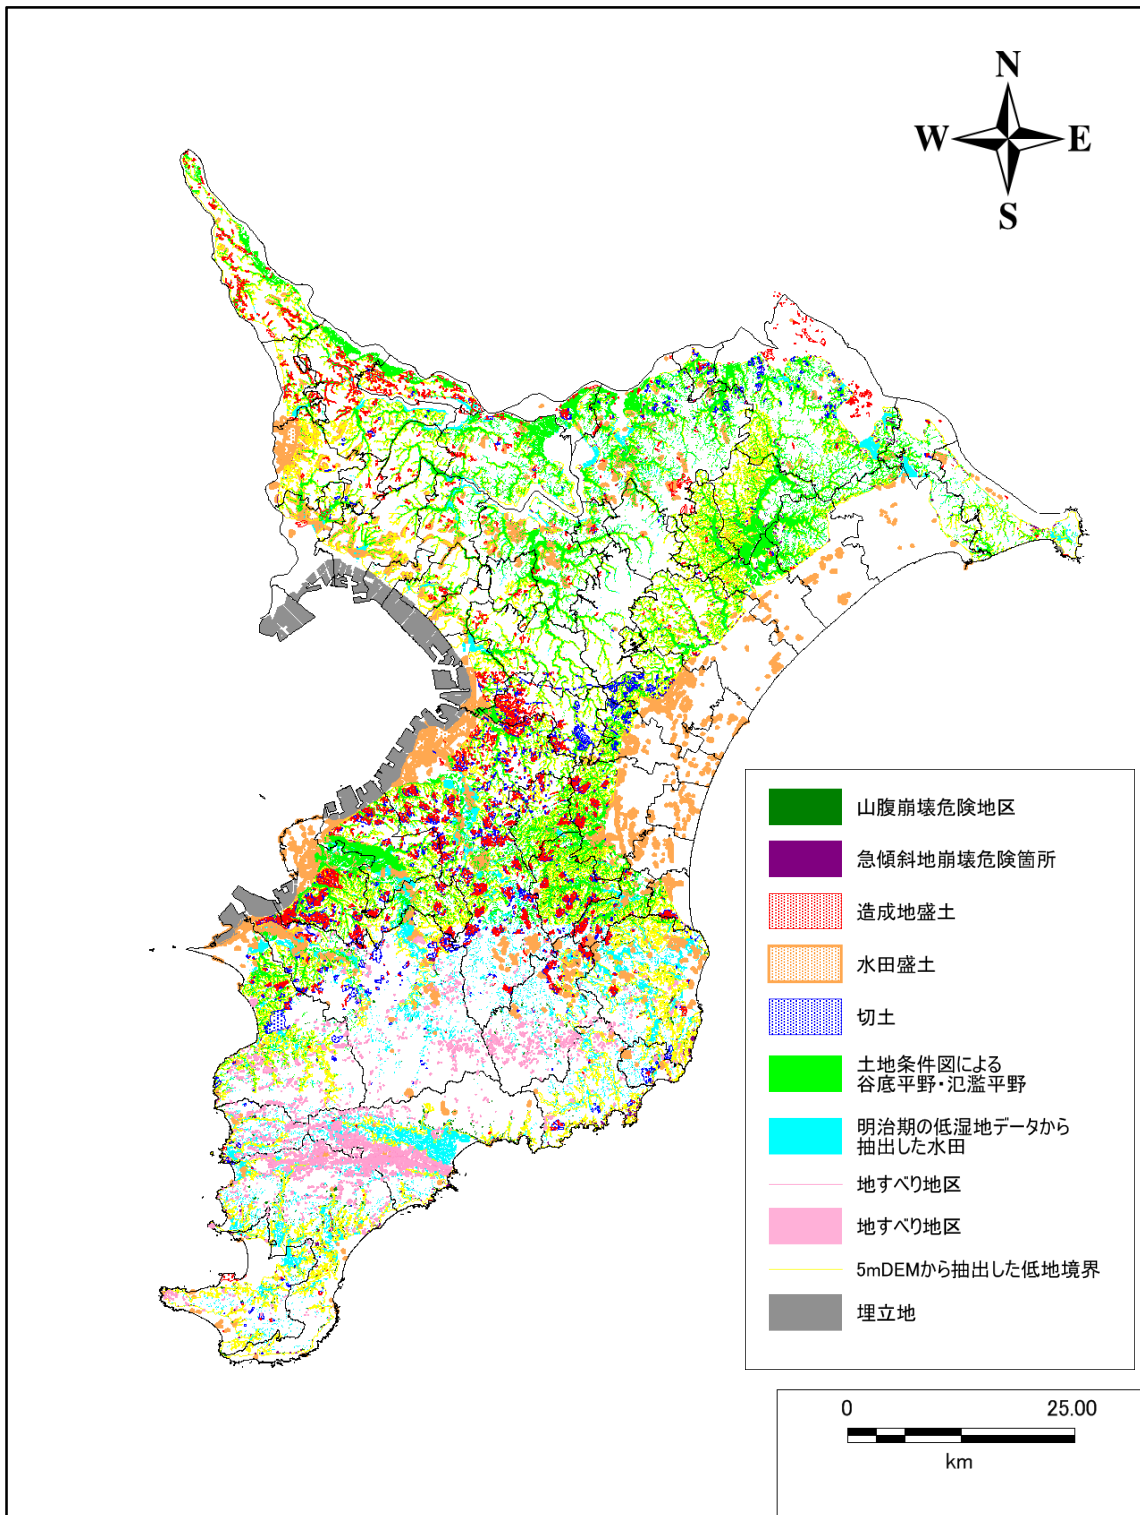 N
W
E
S
山腹崩壊危険地区
急傾斜地崩壊危険箇所
造成地盛土
水田盛土
切土
土地条件図による
谷底平野・氾濫平野
明治期の低湿地データから
抽出した水田
地すべり地区
地すべり地区
5mDEMから抽出した低地境界
埋立地
0 25.00
km